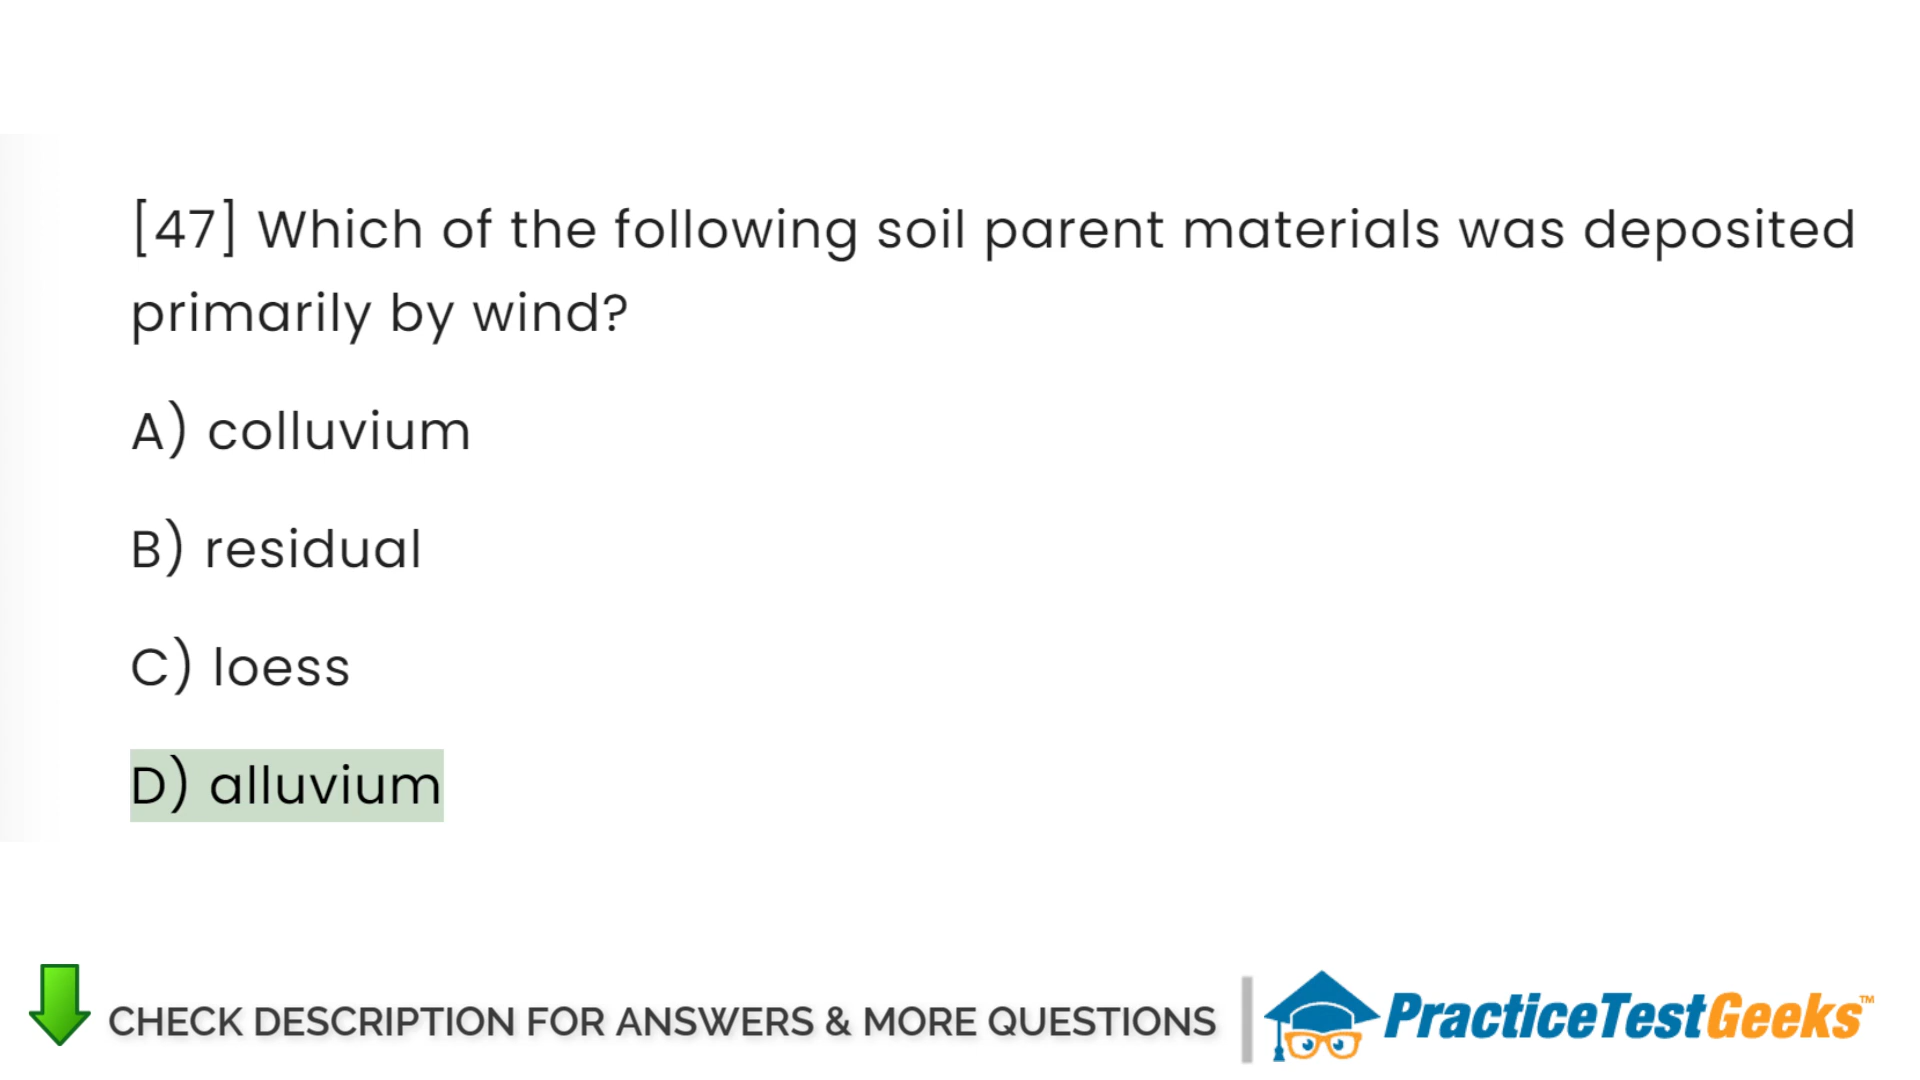 [47] Which of the following soil parent materials was deposited
primarily by wind?
A) colluvium
B) residual
C) loess
D) alluvium
CHECK DESCRIPTION FOR ANSWERS & MORE QUESTIONS
PracticeTestGeeks™